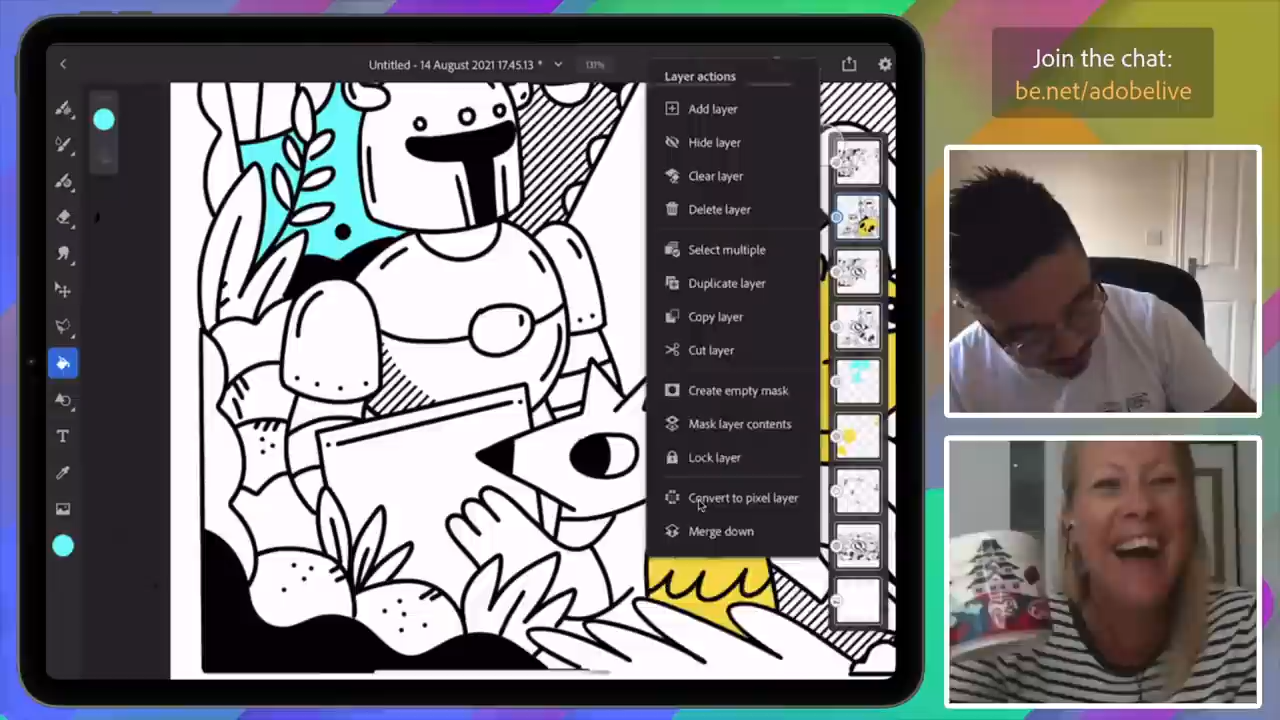 Untitled - 14 August 2021 17.45.13 *
131%
Layer actions
Add layer
Hide layer
Clear layer
Delete layer
Select multiple
Duplicate layer
Copy layer
Cut layer
Create empty mask
Mask layer contents
Lock layer
Convert to pixel layer
Merge down
T
Join the chat:
be.net/adobelive